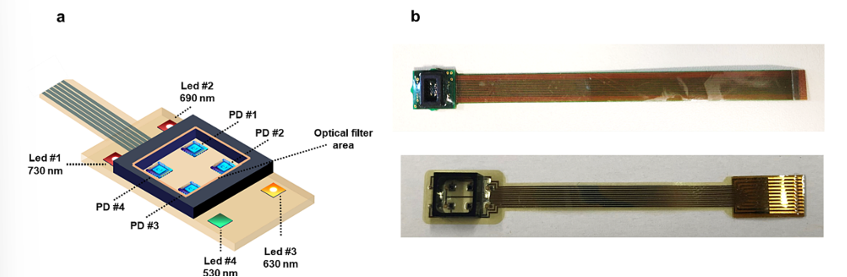 a
b
Led #2
690 nm
PD #1
PD #2
Optical filter
area
Led #1
730 nm
PD #4
PD #3
Led #3
630 nm
Led #4
530 nm